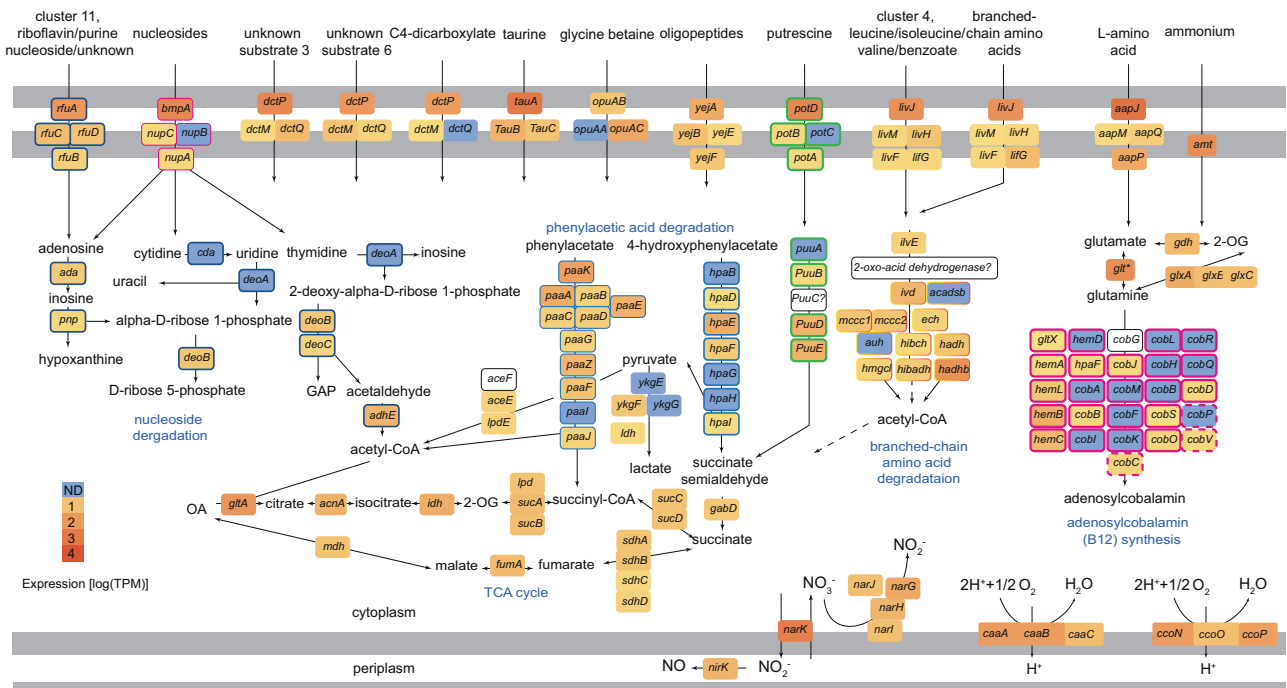 cluster 11,
riboflavin/purine
nucleoside/unknown
nucleosides
unknown
substrate 3
unknown
substrate 6
C4-dicarboxylate
taurine
glycine betaine
oligopeptides
putrescine
cluster 4,
leucine/isoleucine/
valine/benzoate
branched-
chain amino
acids
L-amino
acid
ammonium
rfuA
bmpA
dctP
dctP
dctP
tauA
opuAB
yejA
potD
livJ
livJ
aapJ
rfuC
rfuD
nupC
nupB
dctM
dctQ
dctM
dctQ
dctM
dctQ
TauB
TauC
opuAA
opuAC
yejB
yejE
potB
potC
livM
livH
livM
livH
aapM
aapQ
amt
rfuB
nupA
yejF
potA
livF
lifG
livF
lifG
aapP
adenosine
ada
inosine
pnp
hypoxanthine
cytidine
cda
uridine
uracil
deoA
alpha-D-ribose 1-phosphate
deoB
D-ribose 5-phosphate
nucleoside
dergadation
thymidine
deoA
inosine
2-deoxy-alpha-D-ribose 1-phosphate
deoB
deoC
GAP
acetaldehyde
adhE
acetyl-CoA
phenylacetic acid degradation
phenylacetate
4-hydroxyphenylacetate
paaK
paaA
paaB
paaE
paaC
paaD
paaG
paaZ
paaF
paaI
paaJ
hpaB
hpaD
hpaE
hpaF
hpaG
hpaH
hpaI
aceF
aceE
lpdE
pyruvate
ykgE
ykgF
ykgG
ldh
lactate
succinate
semialdehyde
gabD
succinate
puuA
PuuB
PuuC?
PuuD
PuuE
ilvE
2-oxo-acid dehydrogenase?
ivd
acadsb
mccc1
mccc2
ech
auh
hibch
hadh
hmgcl
hibadh
hadhb
acetyl-CoA
branched-chain
amino acid
degradataion
glutamate
gdh
2-OG
glt*
glxA
glxE
glxC
glutamine
gltX
hemD
cobG
cobL
cobR
hemA
hpaF
cobJ
cobH
cobQ
hemL
cobA
cobM
cobB
cobD
hemB
cobB
cobF
cobS
cobP
hemC
cobI
cobK
cobO
cobV
cobC
adenosylcobalamin
adenosylcobalamin
(B12) synthesis
ND
1
2
3
4
Expression [log(TPM)]
OA
gltA
citrate
acnA
isocitrate
idh
2-OG
lpd
sucA
sucB
succinyl-CoA
sucC
sucD
mdh
malate
fumA
fumarate
sdhA
sdhB
sdhC
sdhD
TCA cycle
cytoplasm
periplasm
NO
nirK
NO2-
narK
NO3-
NO2-
narJ
narG
narH
narI
2H++1/2 O2
H2O
caaA
caaB
caaC
H+
2H++1/2 O2
H2O
ccoN
ccoO
ccoP
H+